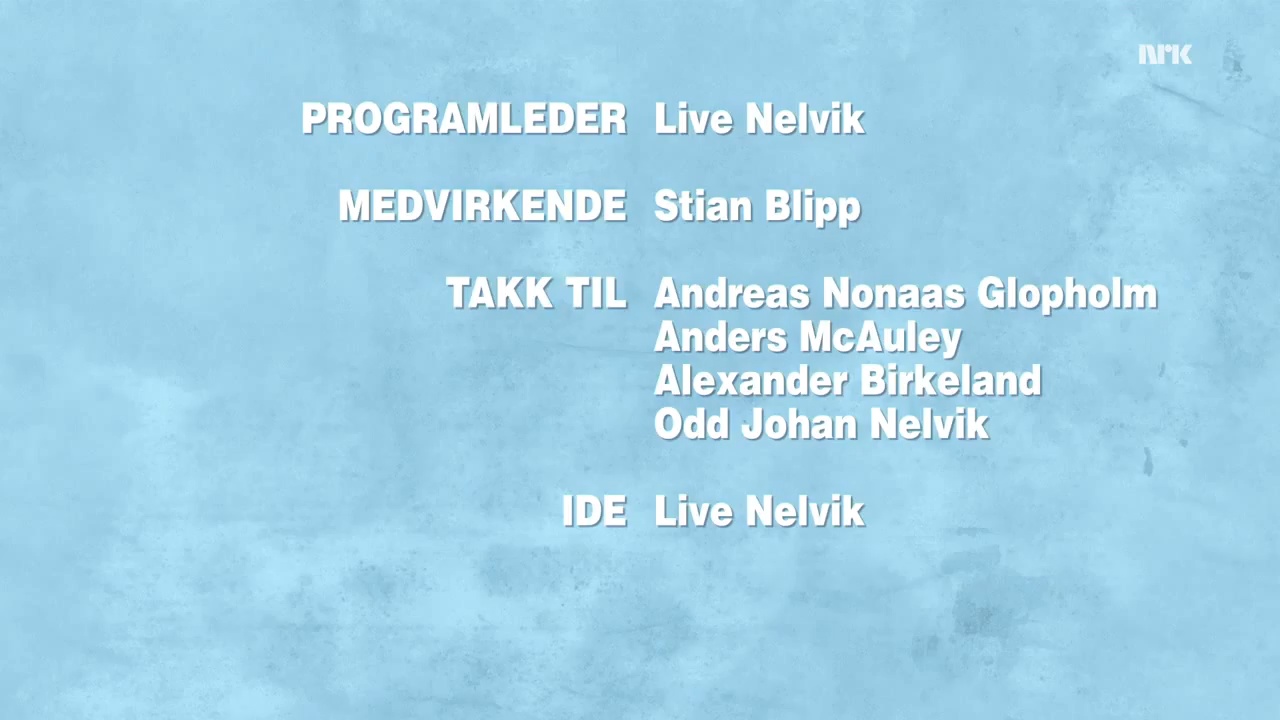 nrk
PROGRAMLEDER Live Nelvik
MEDVIRKENDE Stian Blipp
TAKK TIL Andreas Nonaas Glopholm
Anders McAuley
Alexander Birkeland
Odd Johan Nelvik
IDE Live Nelvik